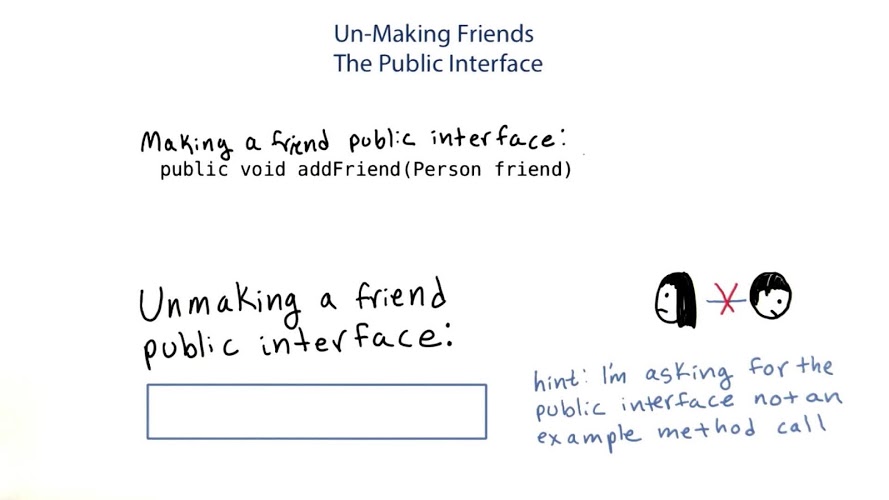 Un-Making Friends
The Public Interface
Making a friend public interface:
public void addFriend(Person friend)
Unmaking a friend
public interface:
hint: I'm asking for the
public interface not an
example method call